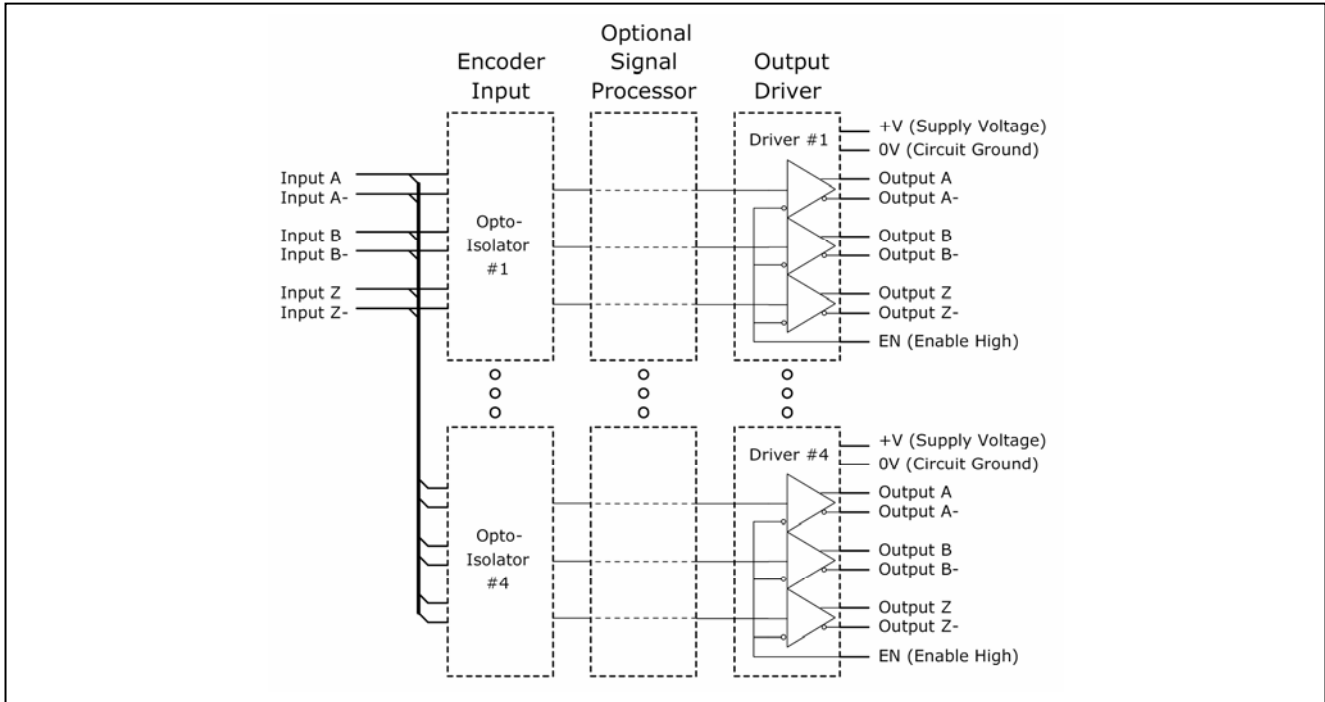 Encoder
Input
Optional
Signal
Processor
Output
Driver
Input A
Input A-
Input B
Input B-
Input Z
Input Z-
Opto-
Isolator
#1
Driver #1
+V (Supply Voltage)
0V (Circuit Ground)
Output A
Output A-
Output B
Output B-
Output Z
Output Z-
EN (Enable High)
Opto-
Isolator
#4
Driver #4
+V (Supply Voltage)
0V (Circuit Ground)
Output A
Output A-
Output B
Output B-
Output Z
Output Z-
EN (Enable High)